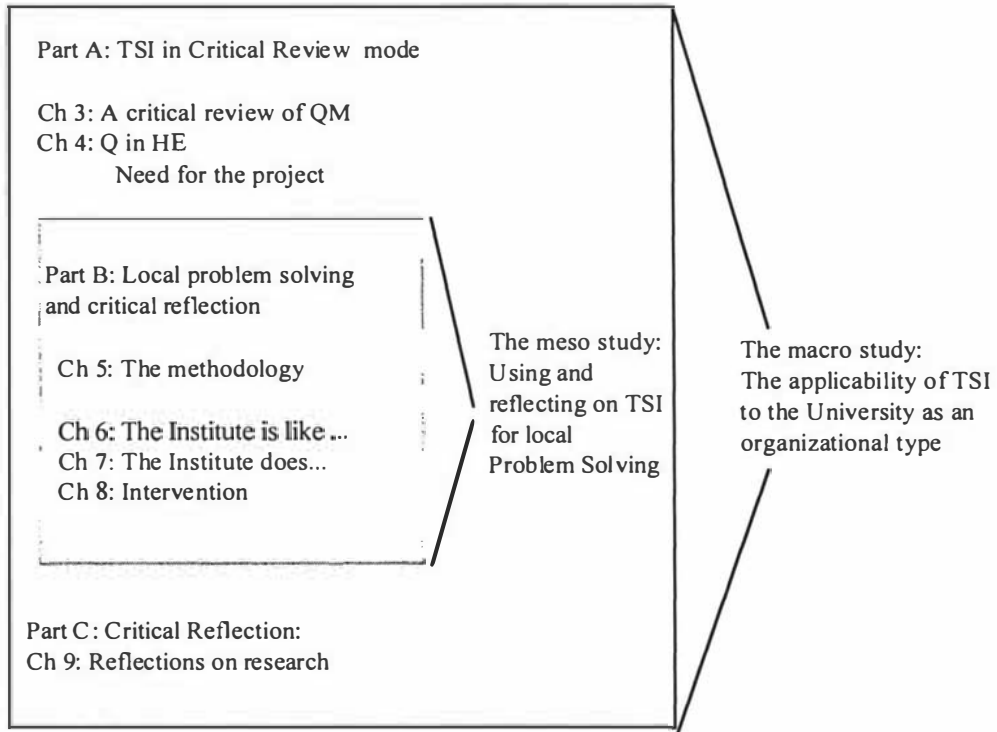 Part A: TSI in Critical Review mode
Ch 3: A critical review of QM
Ch 4: Q in HE
Need for the project
Part B: Local problem solving
and critical reflection
Ch 5: The methodology
Ch 6: The Institute is like ...
Ch 7: The Institute does...
Ch 8: Intervention
Part C: Critical Reflection:
Ch 9: Reflections on research
The meso study:
Using and
reflecting on TSI
for local
Problem Solving
The macro study:
The applicability of TSI
to the University as an
organizational type